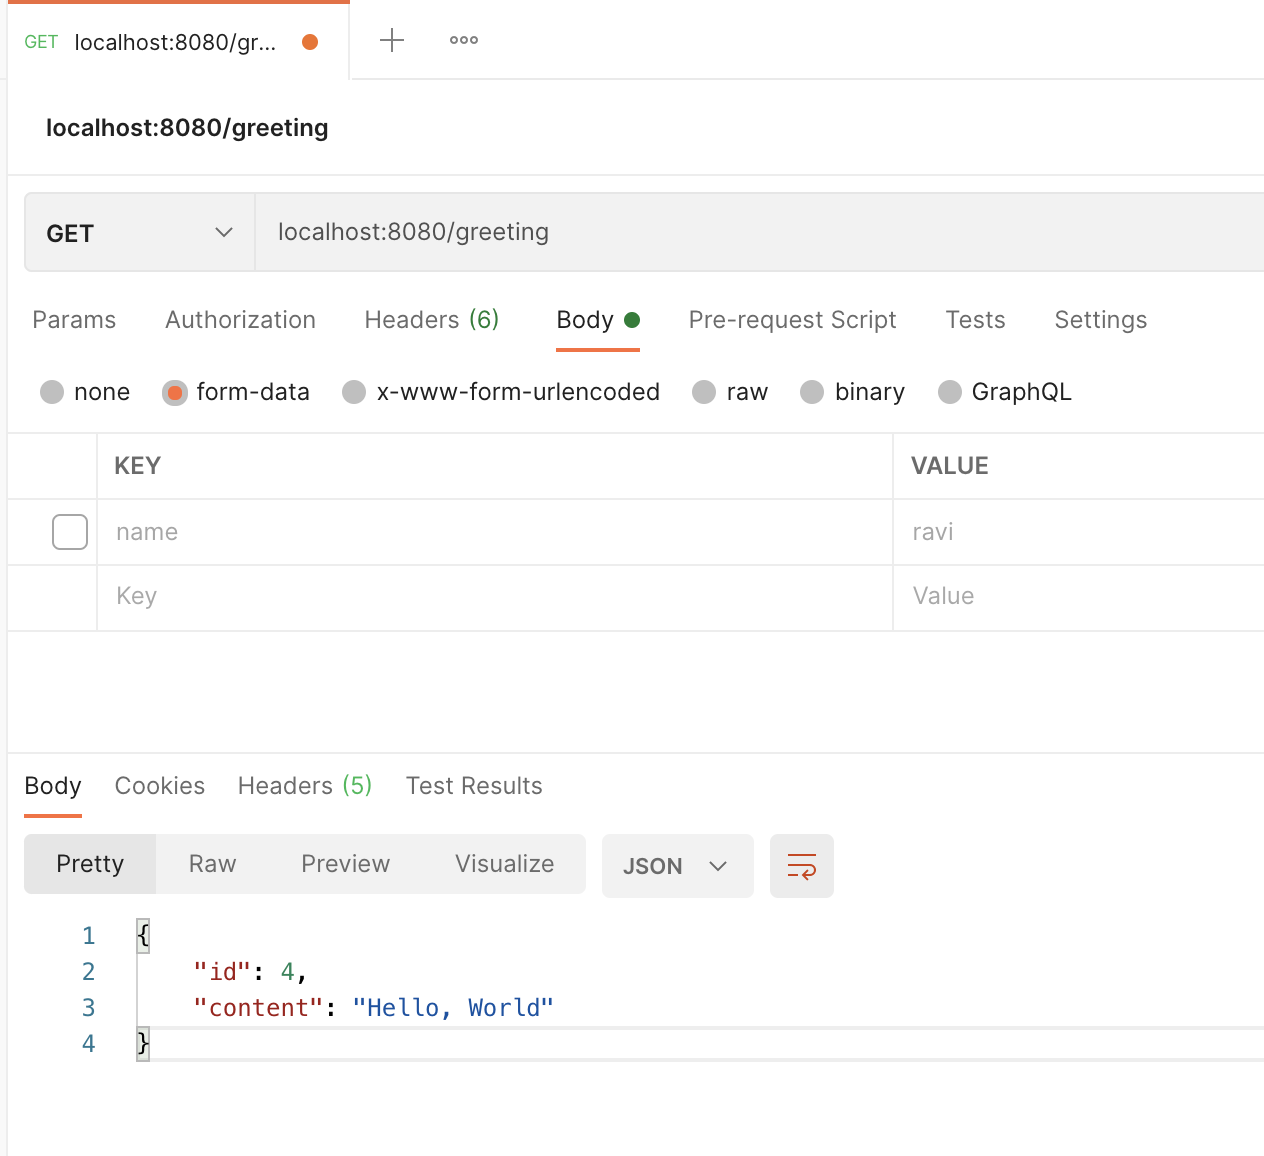 GET localhost:8080/gr...
localhost:8080/greeting
GET localhost:8080/greeting
Params Authorization Headers (6) Body Pre-request Script Tests Settings
none form-data x-www-form-urlencoded raw binary GraphQL
KEY VALUE
name ravi
Key Value
Body Cookies Headers (5) Test Results
Pretty Raw Preview Visualize JSON
1 {
2 "id": 4,
3 "content": "Hello, World"
4 }